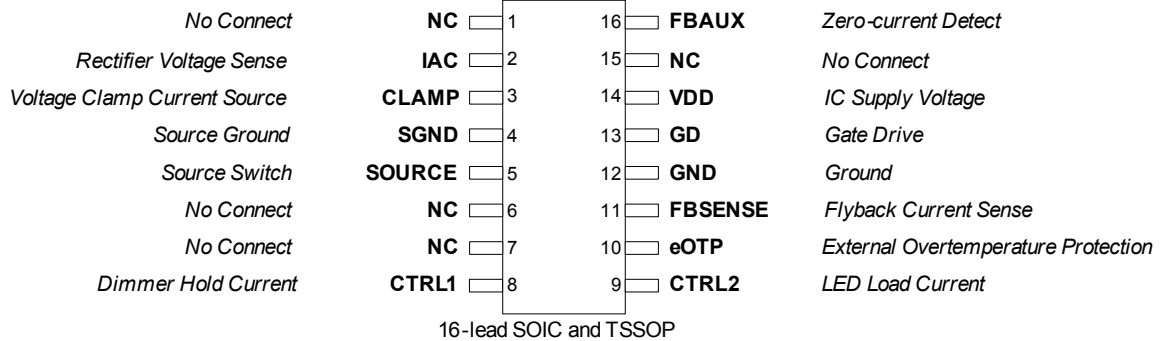 No Connect NC 1 16 FBAUX Zero-current Detect
Rectifier Voltage Sense IAC 2 15 NC No Connect
Voltage Clamp Current Source CLAMP 3 14 VDD IC Supply Voltage
Source Ground SGND 4 13 GD Gate Drive
Source Switch SOURCE 5 12 GND Ground
No Connect NC 6 11 FBSENSE Flyback Current Sense
No Connect NC 7 10 eOTP External Overtemperature Protection
Dimmer Hold Current CTRL1 8 9 CTRL2 LED Load Current
16-lead SOIC and TSSOP